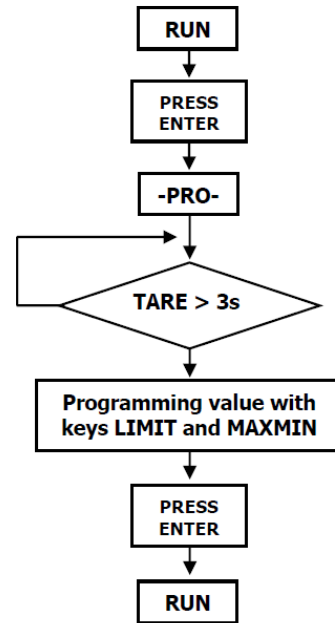 RUN
PRESS
ENTER
-PRO-
TARE > 3s
Programming value with
keys LIMIT and MAXMIN
PRESS
ENTER
RUN